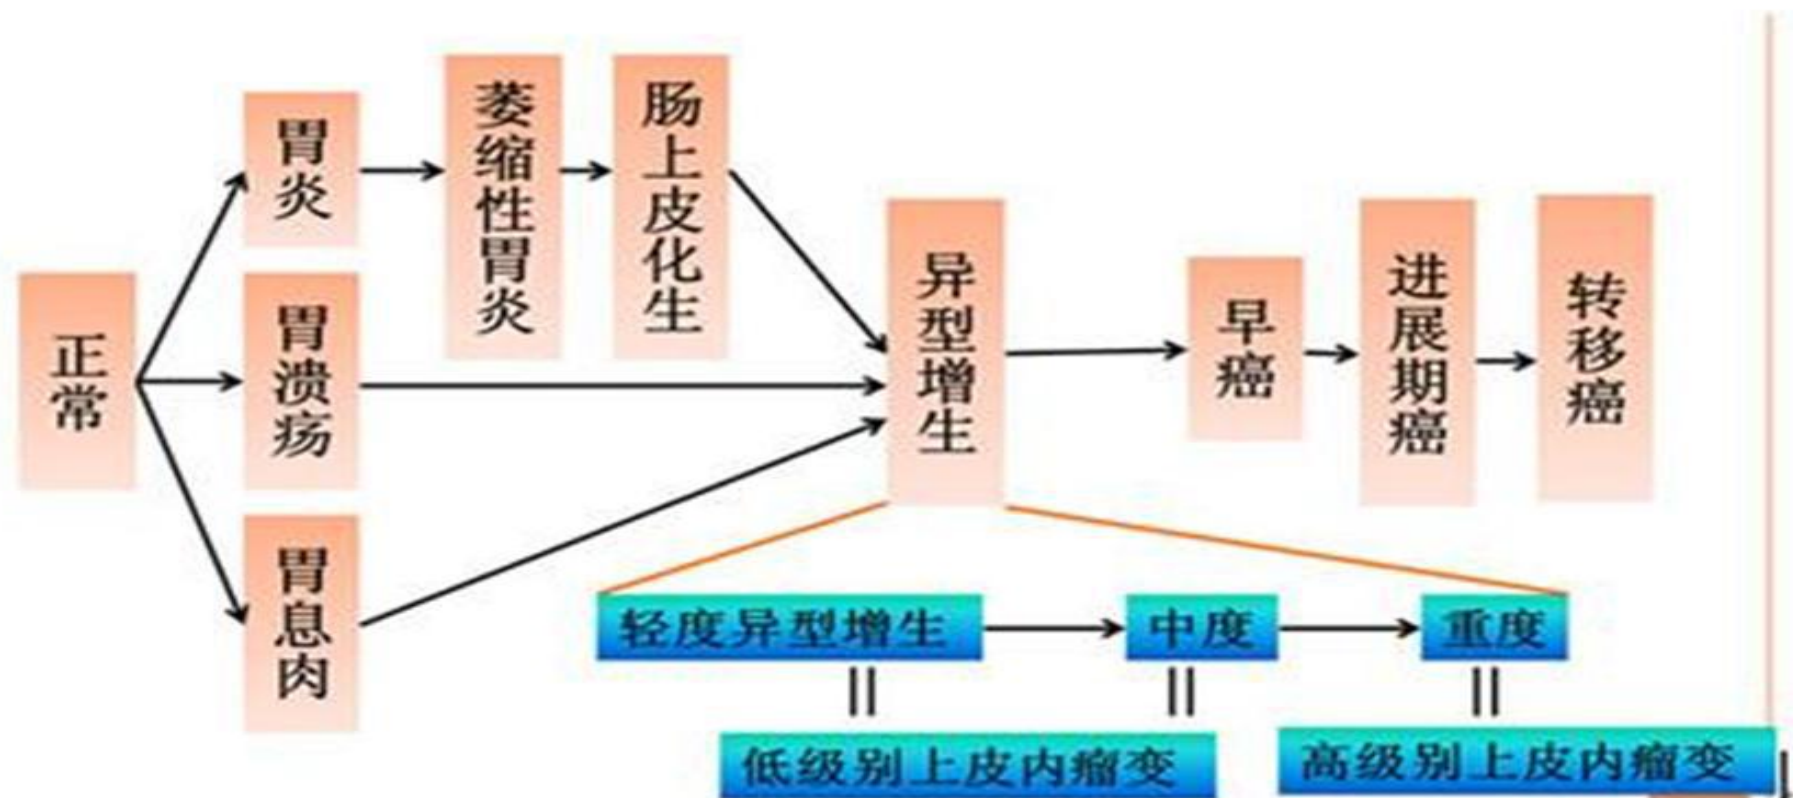 正常
胃炎
胃溃疡
胃息肉
萎缩性胃炎
肠上皮化生
异型增生
早癌
进展期癌
转移癌
轻度异型增生
中度
重度
低级别上皮内瘤变
高级别上皮内瘤变